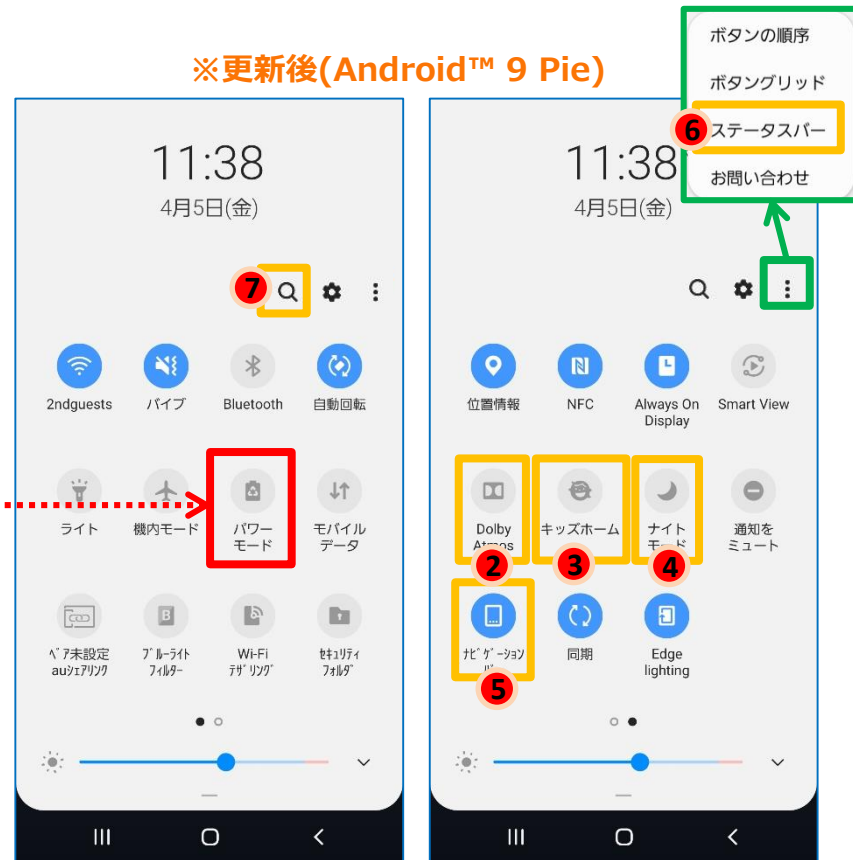 ※更新後(Android™ 9 Pie)
11:38
4月5日(金)
7
2ndguests
バイブ
Bluetooth
自動回転
ライト
機内モード
パワー
モード
モバイル
データ
ペア未設定
auシェアリング
B
ブルーライト
フィルター
Wi-Fi
テザリング
セキュリティ
フォルダ
ボタンの順序
ボタングリッド
6
ステータスバー
お問い合わせ
11:38
4月5日(金)
位置情報
NFC
Always On
Display
Smart View
Dolby
Atmos
キッズホーム
ナイト
モード
通知を
ミュート
2
3
4
ナビゲーション
5
同期
Edge
lighting